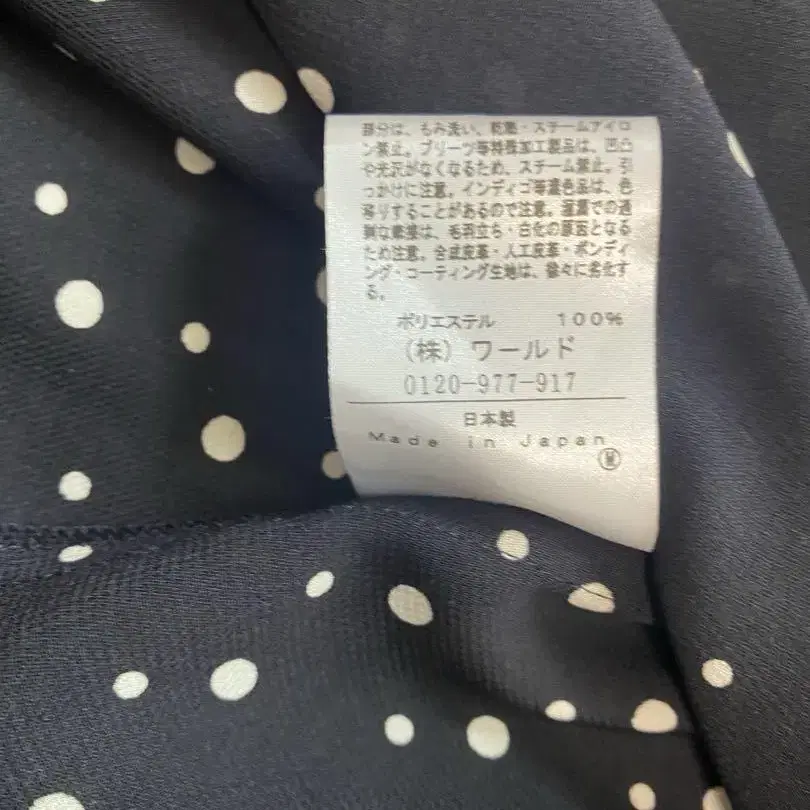 部分は、もみ洗い、乾燥・スチームアイロ
ン禁止。プリーツ等特殊加工製品は、凹凸
や光沢がなくなるため、スチーム禁止。引
っかけに注意。インディゴ等濃色品は、色
移りすることがあるので注意。湿潤での過
剰な摩擦は、毛羽立ち・白化の原因となる
ため注意。合成皮革・人工皮革・ボンディ
ング・コーティング生地は、徐々に劣化す
る。
ポリエステル 100%
(株) ワールド
0120-977-917
日本製
Made in Japan
Ⓜ